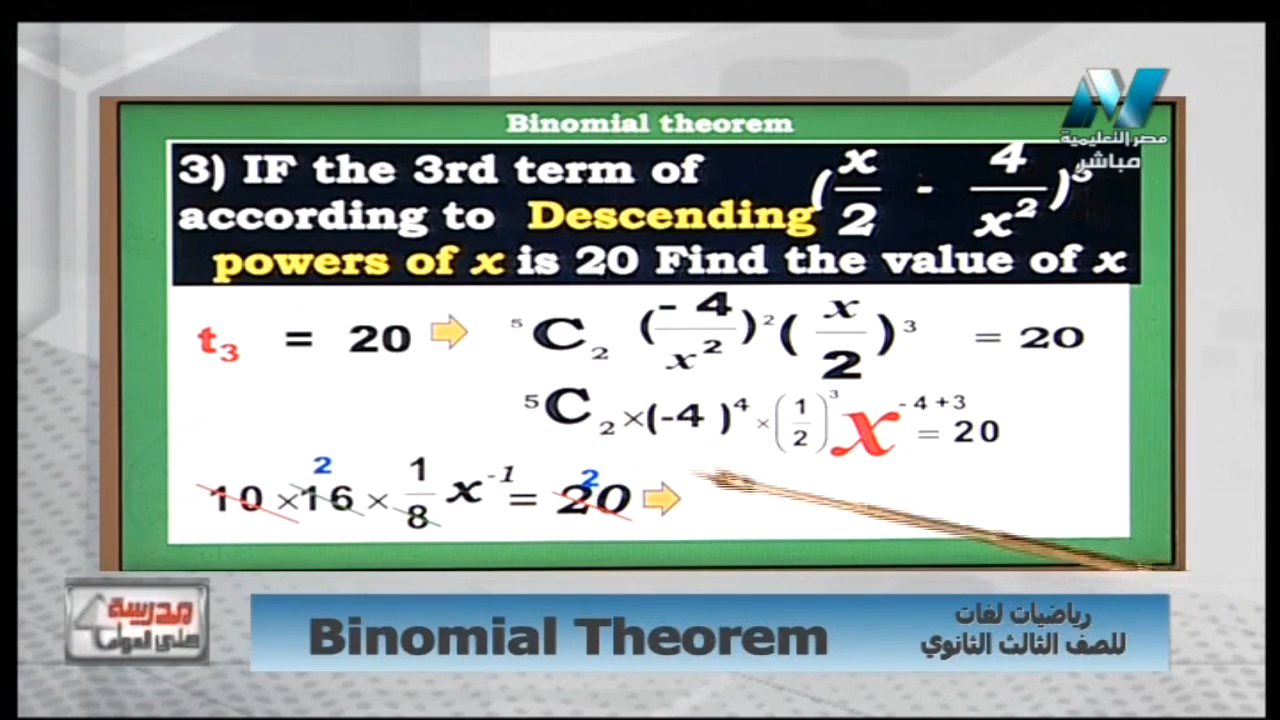 Binomial theorem
مصر التعليمية
مباشر
3) IF the 3rd term of (x/2 - 4/x²)⁵
according to Descending
powers of x is 20 Find the value of x
t₃ = 20 ⇨ ⁵C₂ (-4/x²)² (x/2)³ = 20
⁵C₂ × (-4)⁴ × (1/2)³ x⁻⁴⁺³ = 20
2 2
10 × 16 × 1/8 x⁻¹ = 20 ⇨
مدرسة
على الهواء
Binomial Theorem
رياضيات لغات
للصف الثالث الثانوي